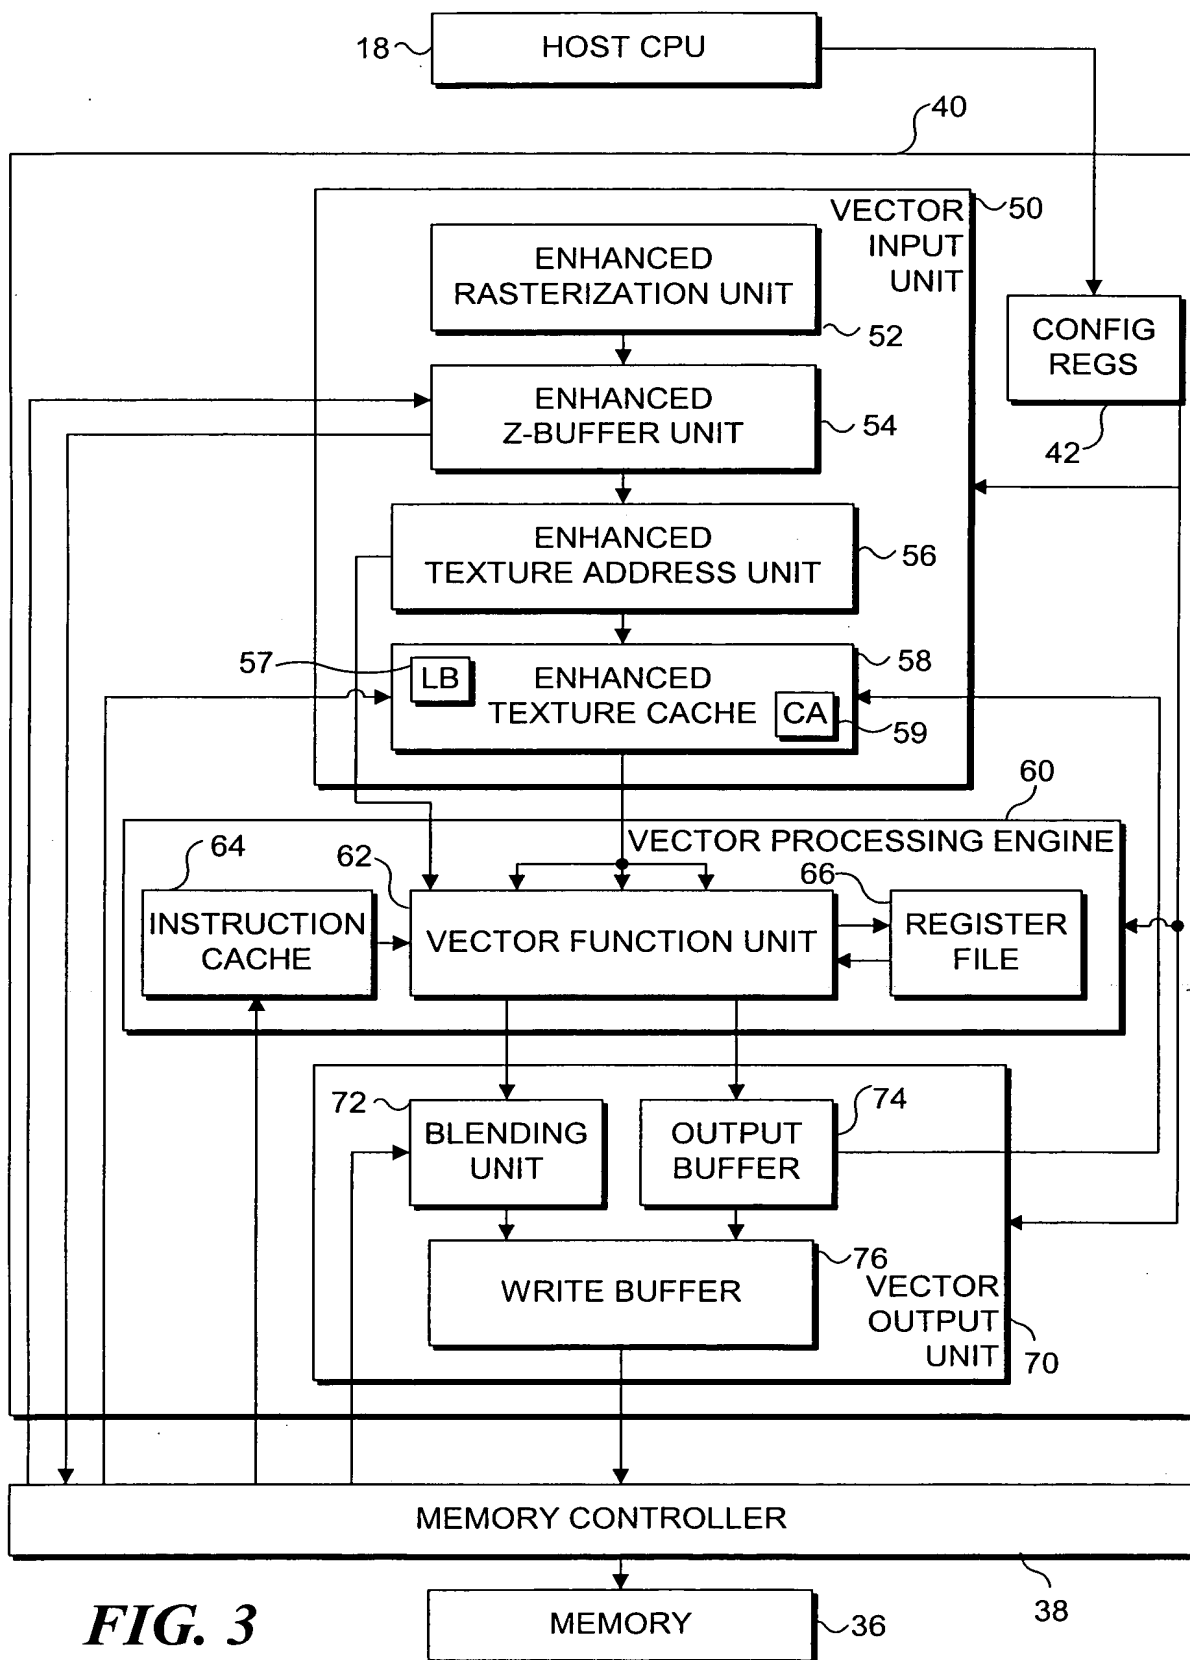 18
HOST CPU
40
VECTOR
INPUT
UNIT
50
ENHANCED
RASTERIZATION UNIT
52
CONFIG
REGS
42
ENHANCED
Z-BUFFER UNIT
54
ENHANCED
TEXTURE ADDRESS UNIT
56
57
LB
ENHANCED
TEXTURE CACHE
CA
58
59
60
VECTOR PROCESSING ENGINE
64
INSTRUCTION
CACHE
62
VECTOR FUNCTION UNIT
66
REGISTER
FILE
72
BLENDING
UNIT
OUTPUT
BUFFER
74
WRITE BUFFER
76
VECTOR
OUTPUT
UNIT
70
MEMORY CONTROLLER
38
MEMORY
36
FIG. 3